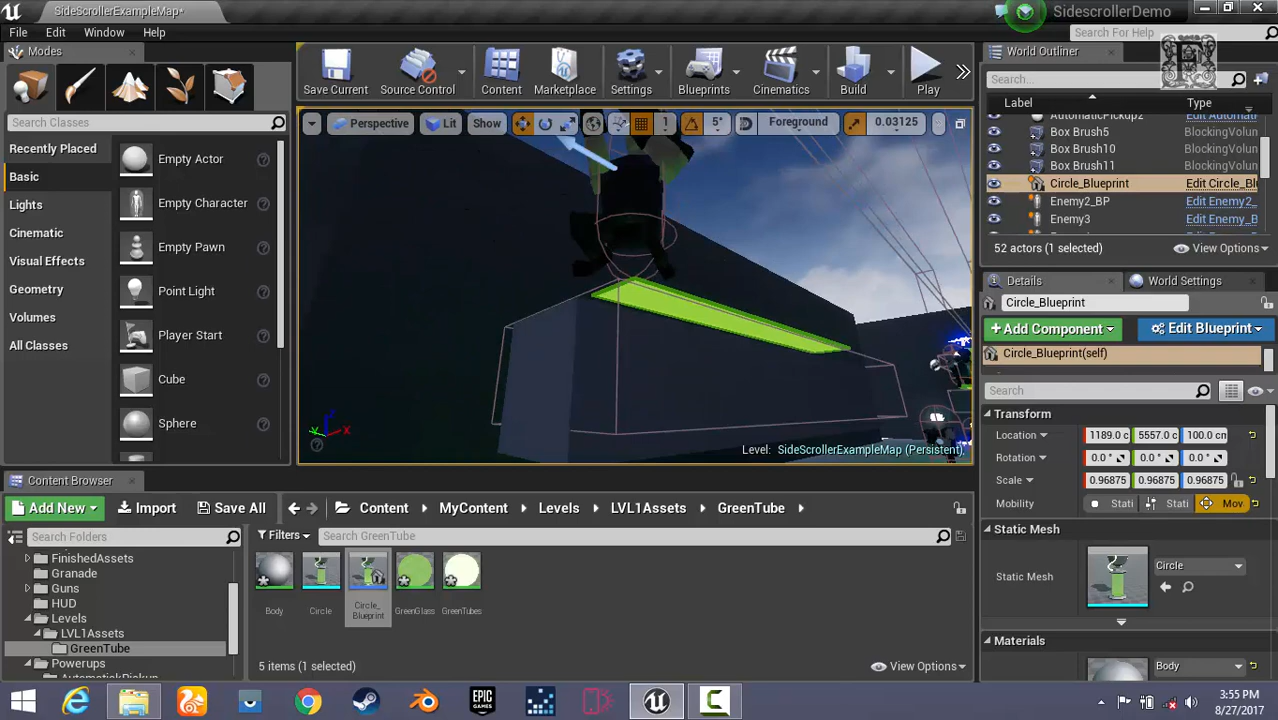 SideScrollerExampleMap*
SidescrollerDemo
File Edit Window Help
Search For Help
Modes
Search Classes
Recently Placed
Basic
Lights
Cinematic
Visual Effects
Geometry
Volumes
All Classes
Empty Actor
Empty Character
Empty Pawn
Point Light
Player Start
Cube
Sphere
Save Current
Source Control
Content
Marketplace
Settings
Blueprints
Cinematics
Build
Play
Perspective Lit Show 1 5° Foreground 0.03125
Level: SideScrollerExampleMap (Persistent)
World Outliner
Search...
Label Type
AutomaticPickup2 Edit Automati
Box Brush5 BlockingVolun
Box Brush10 BlockingVolun
Box Brush11 BlockingVolun
Circle_Blueprint Edit Circle_Bl
Enemy2_BP Edit Enemy2_
Enemy3 Edit Enemy_B
52 actors (1 selected) View Options
Details World Settings
Circle_Blueprint
Add Component Edit Blueprint
Circle_Blueprint(self)
Search
Transform
Location 1189.0 c 5557.0 c 100.0 cm
Rotation 0.0° 0.0° 0.0°
Scale 0.96875 0.96875 0.96875
Mobility Stati Stati Mov
Static Mesh
Static Mesh Circle
Materials
Body
Content Browser
Add New Import Save All Content MyContent Levels LVL1Assets GreenTube
Search Folders
Filters Search GreenTube
FinishedAssets
Granade
Guns
HUD
Levels
LVL1Assets
GreenTube
Powerups
AutomatickPickup
Body
Circle
Circle_
Blueprint
GreenGlass
GreenTubes
5 items (1 selected) View Options
EPIC
GAMES
3:55 PM
8/27/2017